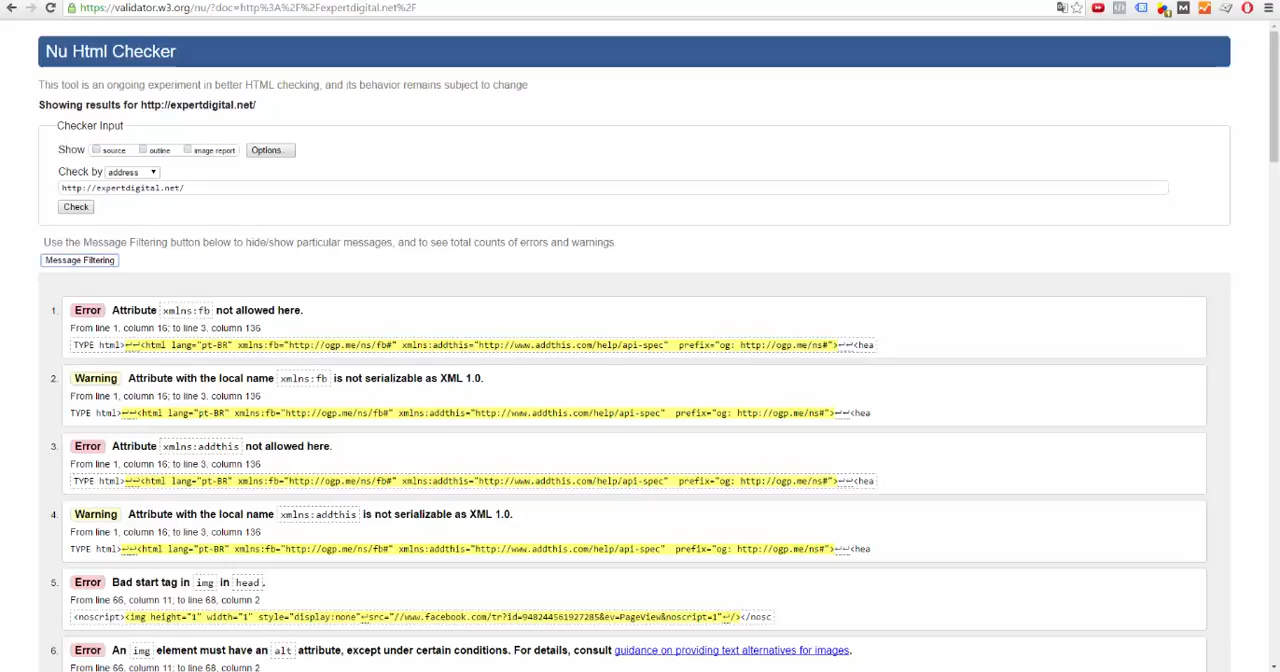 https://validator.w3.org/nu/?doc=http%3A%2F%2Fexpertdigital.net%2F
Nu Html Checker
This tool is an ongoing experiment in better HTML checking, and its behavior remains subject to change
Showing results for http://expertdigital.net/
Checker Input
Show source outline image report Options...
Check by address
http://expertdigital.net/
Check
Use the Message Filtering button below to hide/show particular messages, and to see total counts of errors and warnings.
Message Filtering
1. Error Attribute xmlns:fb not allowed here.
From line 1, column 16; to line 3, column 136
TYPE html>↩↩<html lang="pt-BR" xmlns:fb="http://ogp.me/ns/fb#" xmlns:addthis="http://www.addthis.com/help/api-spec"  prefix="og: http://ogp.me/ns#">↩↩<hea
2. Warning Attribute with the local name xmlns:fb is not serializable as XML 1.0.
From line 1, column 16; to line 3, column 136
TYPE html>↩↩<html lang="pt-BR" xmlns:fb="http://ogp.me/ns/fb#" xmlns:addthis="http://www.addthis.com/help/api-spec"  prefix="og: http://ogp.me/ns#">↩↩<hea
3. Error Attribute xmlns:addthis not allowed here.
From line 1, column 16; to line 3, column 136
TYPE html>↩↩<html lang="pt-BR" xmlns:fb="http://ogp.me/ns/fb#" xmlns:addthis="http://www.addthis.com/help/api-spec"  prefix="og: http://ogp.me/ns#">↩↩<hea
4. Warning Attribute with the local name xmlns:addthis is not serializable as XML 1.0.
From line 1, column 16; to line 3, column 136
TYPE html>↩↩<html lang="pt-BR" xmlns:fb="http://ogp.me/ns/fb#" xmlns:addthis="http://www.addthis.com/help/api-spec"  prefix="og: http://ogp.me/ns#">↩↩<hea
5. Error Bad start tag in img in head.
From line 66, column 11; to line 68, column 2
<noscript><img height="1" width="1" style="display:none"↩src="//www.facebook.com/tr?id=948244561927285&ev=PageView&noscript=1"↩/></nosc
6. Error An img element must have an alt attribute, except under certain conditions. For details, consult guidance on providing text alternatives for images.
From line 66, column 11; to line 68, column 2